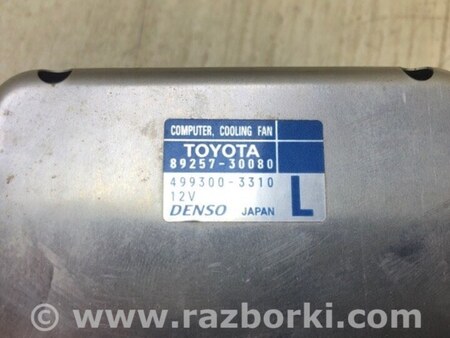 COMPUTER, COOLING FAN
TOYOTA
89257-30080
499300-3310
12V
DENSO JAPAN L
© www.razborki.com